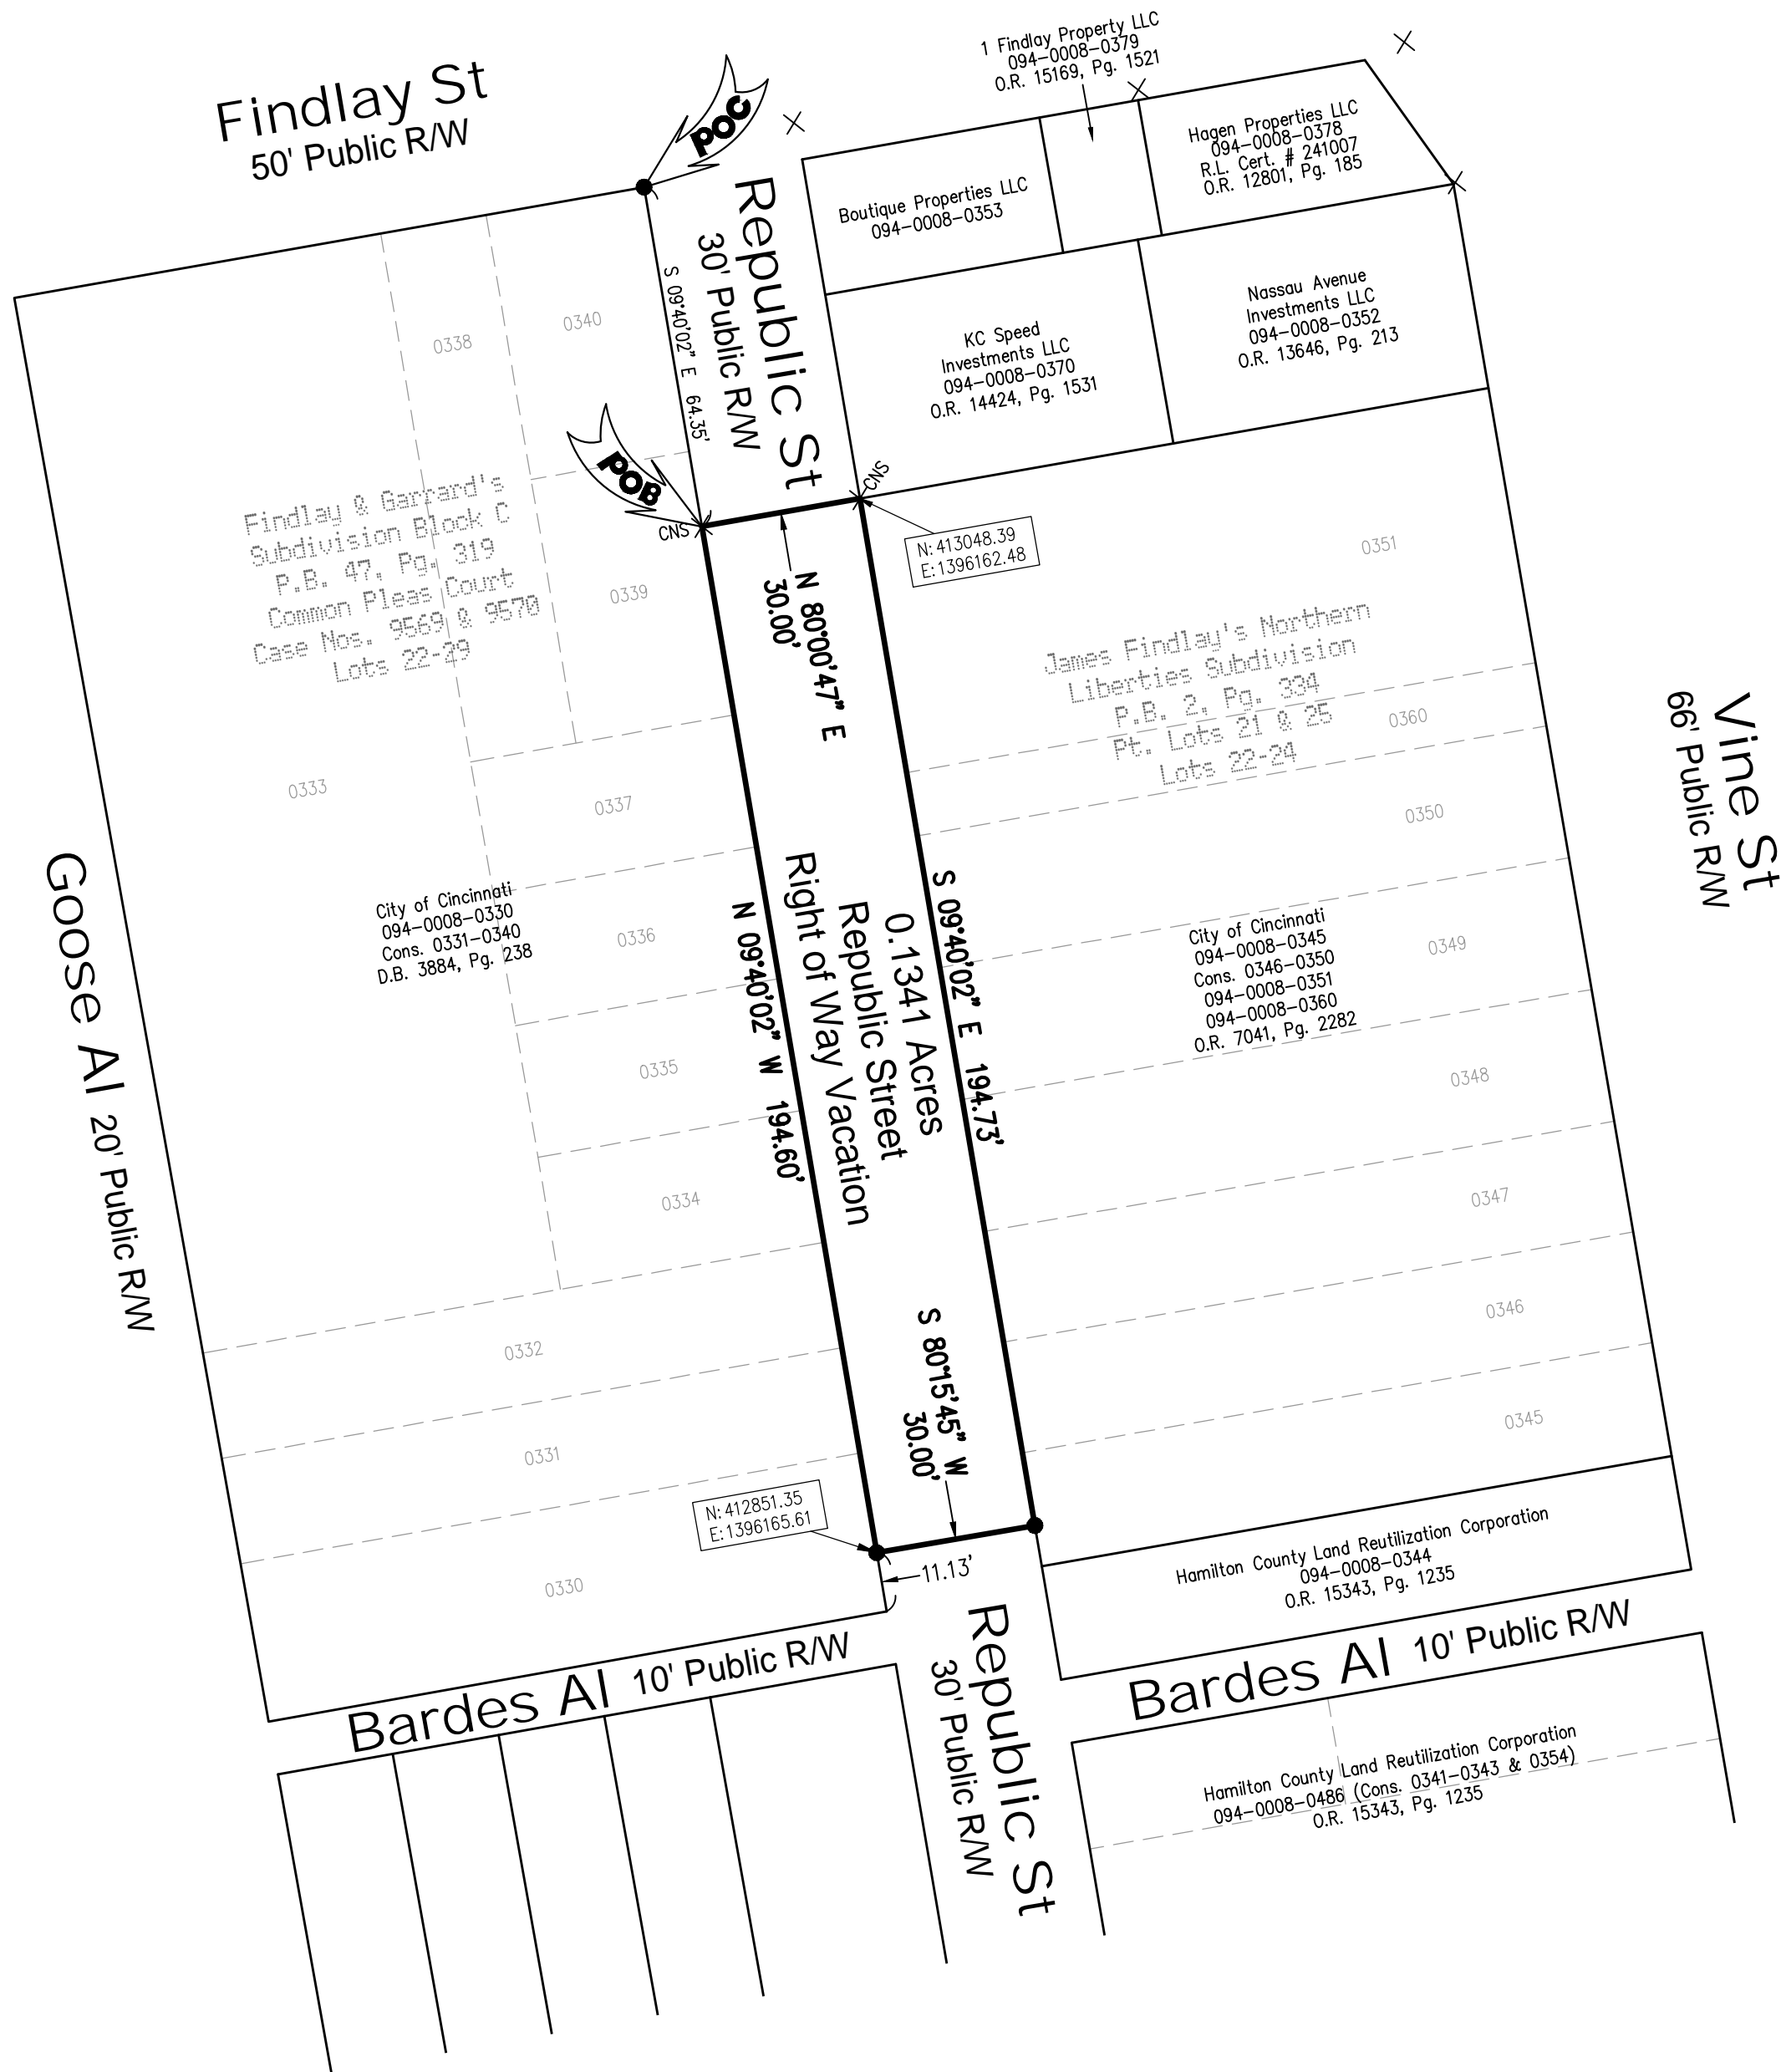 Findlay St
50' Public R/W
POC
1 Findlay Property LLC
094-0008-0379
O.R. 15169, Pg. 1521
Hagen Properties LLC
094-0008-0378
R.L. Cert. # 241007
O.R. 12801, Pg. 185
Boutique Properties LLC
094-0008-0353
Republic St
30' Public R/W
S 09°40'02" E 64.35'
KC Speed
Investments LLC
094-0008-0370
O.R. 14424, Pg. 1531
Nassau Avenue
Investments LLC
094-0008-0352
O.R. 13646, Pg. 213
0338
0340
POB
CNS
CNS
N: 413048.39
E: 1396162.48
N 80°00'47" E
30.00'
Findlay & Garrard's
Subdivision Block C
P.B. 47, Pg. 319
Common Pleas Court
Case Nos. 9569 & 9570
Lots 22-29
0339
0351
James Findlay's Northern
Liberties Subdivision
P.B. 2, Pg. 334
Pt. Lots 21 & 25
Lots 22-24
0360
Vine St
66' Public R/W
0333
0337
0350
Goose Al 20' Public R/W
City of Cincinnati
094-0008-0330
Cons. 0331-0340
D.B. 3884, Pg. 238
0336
N 09°40'02" W 194.60'
0.1341 Acres
Republic Street
Right of Way Vacation
S 09°40'02" E 194.73'
City of Cincinnati
094-0008-0345
Cons. 0346-0350
094-0008-0351
094-0008-0360
O.R. 7041, Pg. 2282
0349
0335
0348
0334
0347
0332
0346
S 80°15'45" W
30.00'
0331
0345
N: 412851.35
E: 1396165.61
11.13'
0330
Hamilton County Land Reutilization Corporation
094-0008-0344
O.R. 15343, Pg. 1235
Bardes Al 10' Public R/W
Republic St
30' Public R/W
Bardes Al 10' Public R/W
Hamilton County Land Reutilization Corporation
094-0008-0486 (Cons. 0341-0343 & 0354)
O.R. 15343, Pg. 1235